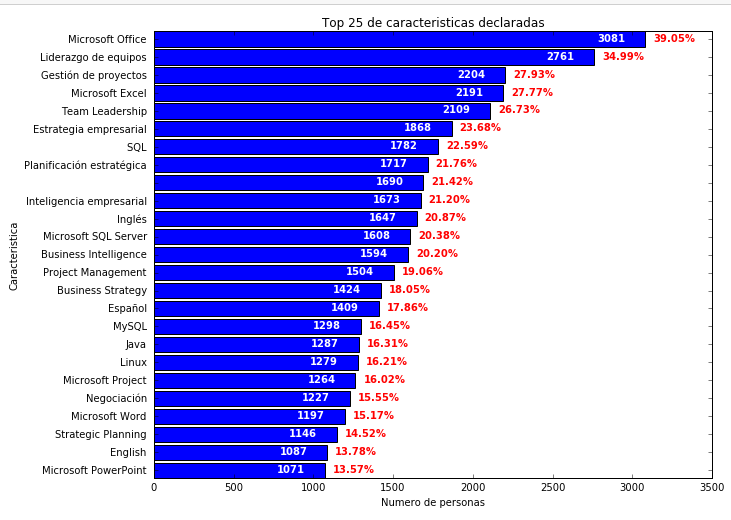 Top 25 de caracteristicas declaradas
Microsoft Office 3081 39.05%
Liderazgo de equipos 2761 34.99%
Gestión de proyectos 2204 27.93%
Microsoft Excel 2191 27.77%
Team Leadership 2109 26.73%
Estrategia empresarial 1868 23.68%
SQL 1782 22.59%
Planificación estratégica 1717 21.76%
1690 21.42%
Inteligencia empresarial 1673 21.20%
Inglés 1647 20.87%
Microsoft SQL Server 1608 20.38%
Business Intelligence 1594 20.20%
Project Management 1504 19.06%
Business Strategy 1424 18.05%
Español 1409 17.86%
MySQL 1298 16.45%
Java 1287 16.31%
Linux 1279 16.21%
Microsoft Project 1264 16.02%
Negociación 1227 15.55%
Microsoft Word 1197 15.17%
Strategic Planning 1146 14.52%
English 1087 13.78%
Microsoft PowerPoint 1071 13.57%
Caracteristica
0 500 1000 1500 2000 2500 3000 3500
Numero de personas